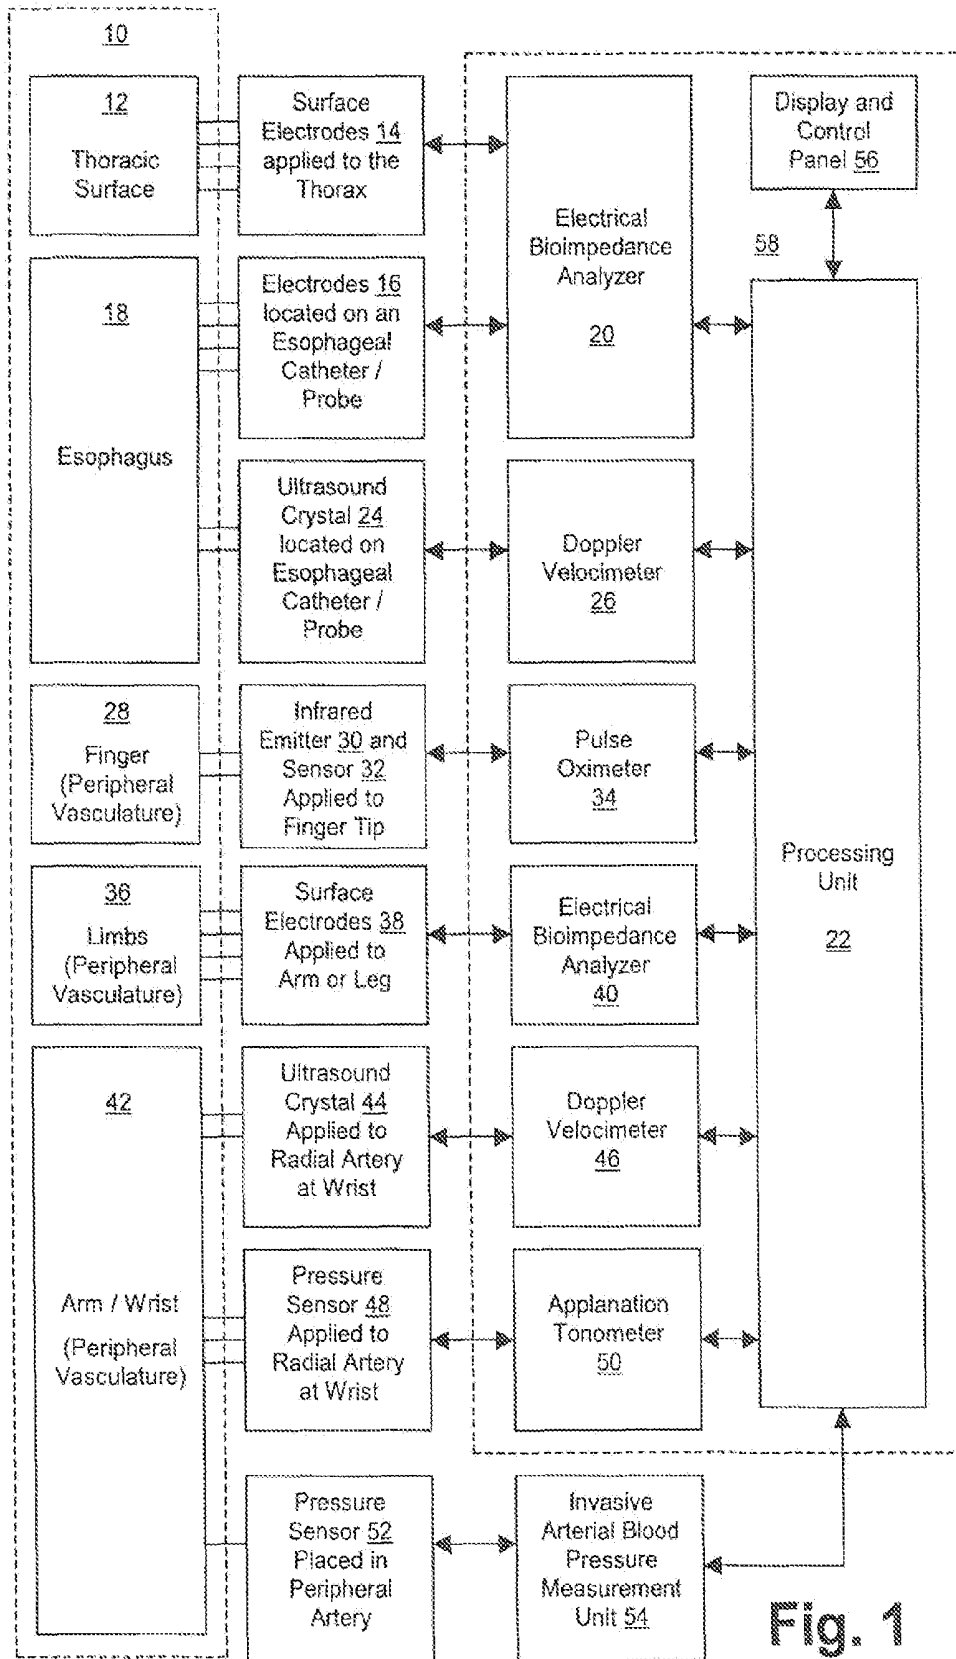 10
12
Thoracic
Surface
Surface
Electrodes 14
applied to the
Thorax
Electrical
Bioimpedance
Analyzer
20
Display and
Control
Panel 56
58
18
Esophagus
Electrodes 16
located on an
Esophageal
Catheter /
Probe
Ultrasound
Crystal 24
located on
Esophageal
Catheter /
Probe
Doppler
Velocimeter
26
28
Finger
(Peripheral
Vasculature)
Infrared
Emitter 30 and
Sensor 32
Applied to
Finger Tip
Pulse
Oximeter
34
Processing
Unit
22
36
Limbs
(Peripheral
Vasculature)
Surface
Electrodes 38
Applied to
Arm or Leg
Electrical
Bioimpedance
Analyzer
40
42
Arm / Wrist
(Peripheral
Vasculature)
Ultrasound
Crystal 44
Applied to
Radial Artery
at Wrist
Doppler
Velocimeter
46
Pressure
Sensor 48
Applied to
Radial Artery
at Wrist
Applanation
Tonometer
50
Pressure
Sensor 52
Placed in
Peripheral
Artery
Invasive
Arterial Blood
Pressure
Measurement
Unit 54
Fig. 1